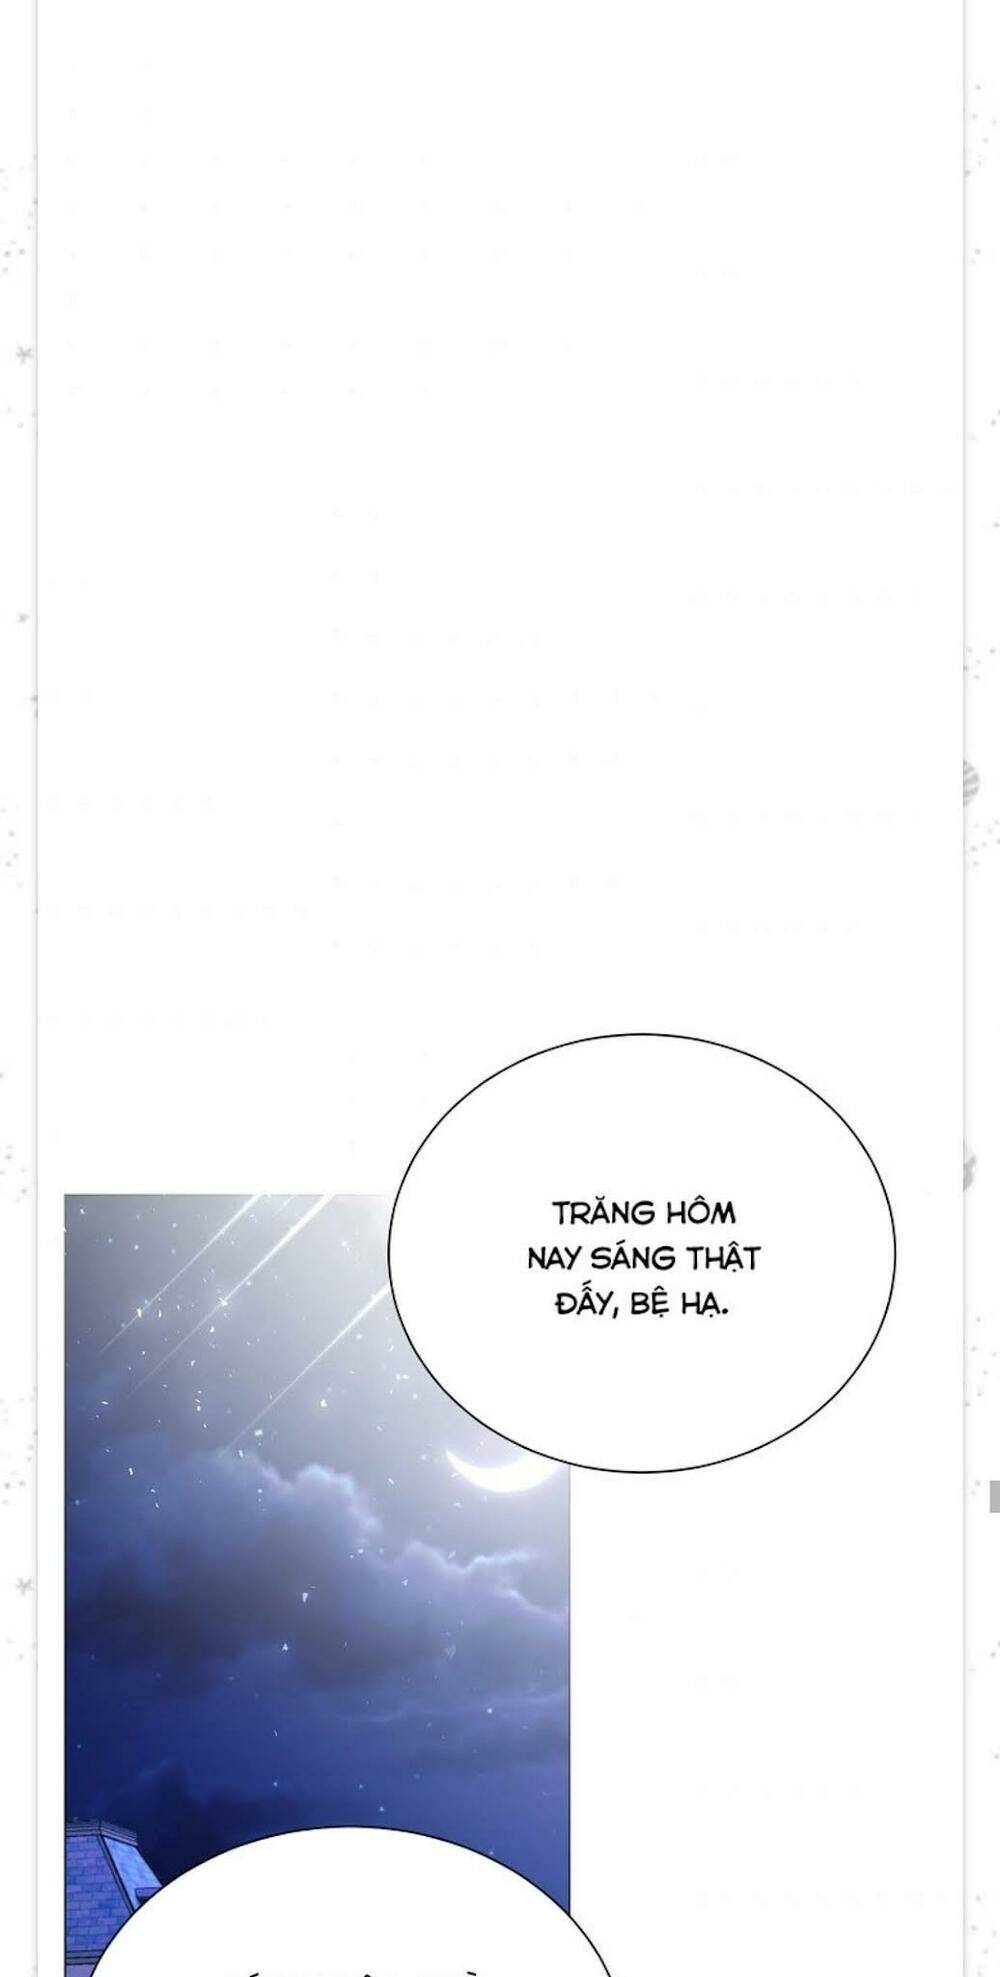 TRĂNG HÔM
NAY SÁNG THẬT
ĐẤY, BỆ HẠ.